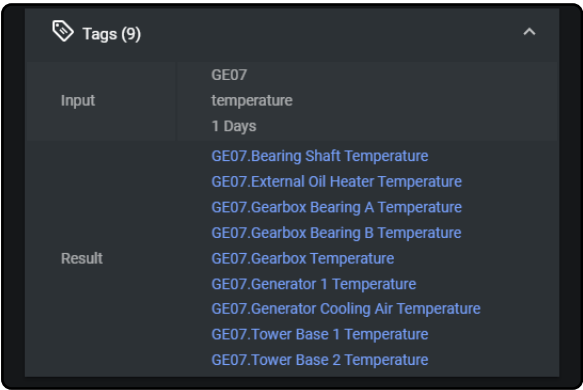 Tags (9)
Input
GE07
temperature
1 Days
Result
GE07.Bearing Shaft Temperature
GE07.External Oil Heater Temperature
GE07.Gearbox Bearing A Temperature
GE07.Gearbox Bearing B Temperature
GE07.Gearbox Temperature
GE07.Generator 1 Temperature
GE07.Generator Cooling Air Temperature
GE07.Tower Base 1 Temperature
GE07.Tower Base 2 Temperature